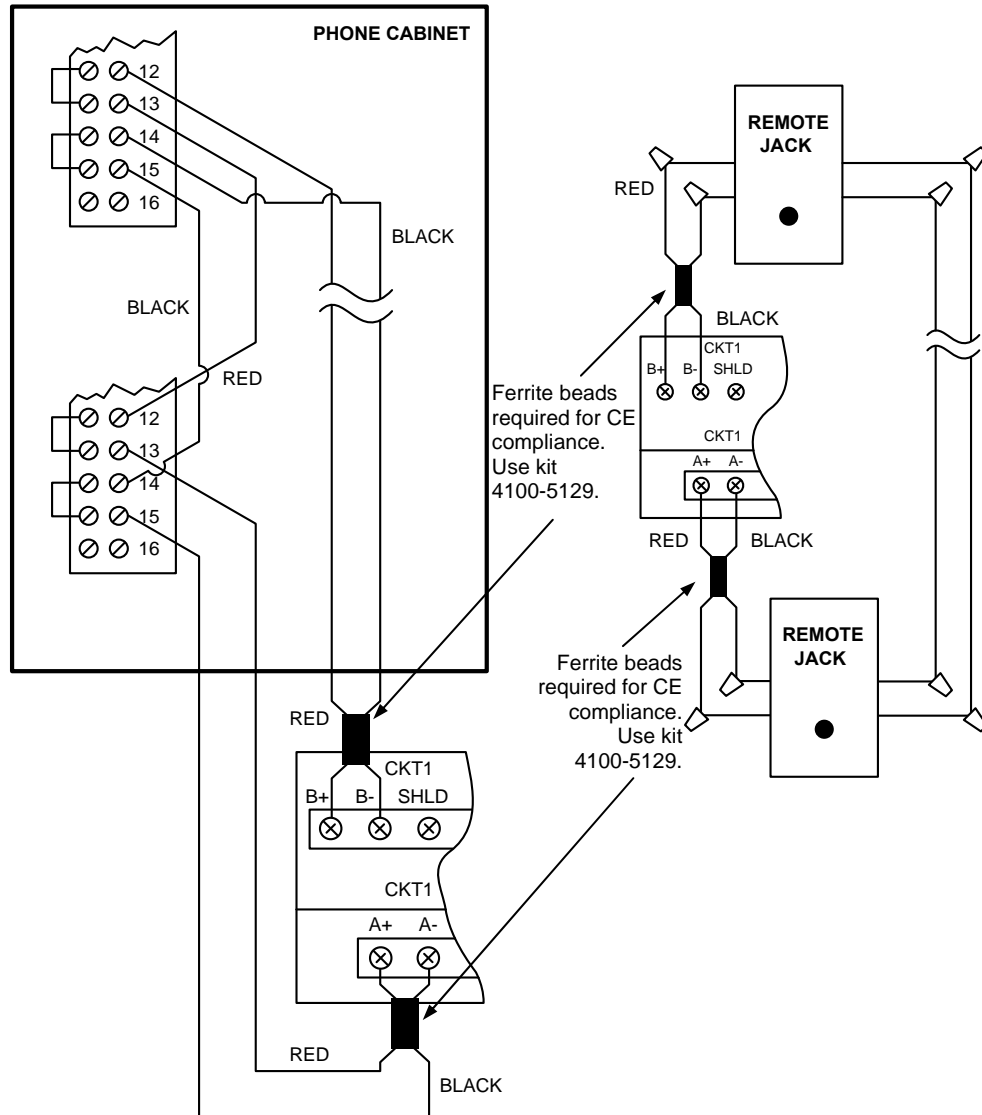 PHONE CABINET
12
13
14
15
16
BLACK
BLACK
RED
12
13
14
15
16
REMOTE
JACK
RED
BLACK
CKT1
B+ B- SHLD
CKT1
A+ A-
RED BLACK
Ferrite beads
required for CE
compliance.
Use kit
4100-5129.
REMOTE
JACK
Ferrite beads
required for CE
compliance.
Use kit
4100-5129.
RED
CKT1
B+ B- SHLD
CKT1
A+ A-
RED
BLACK